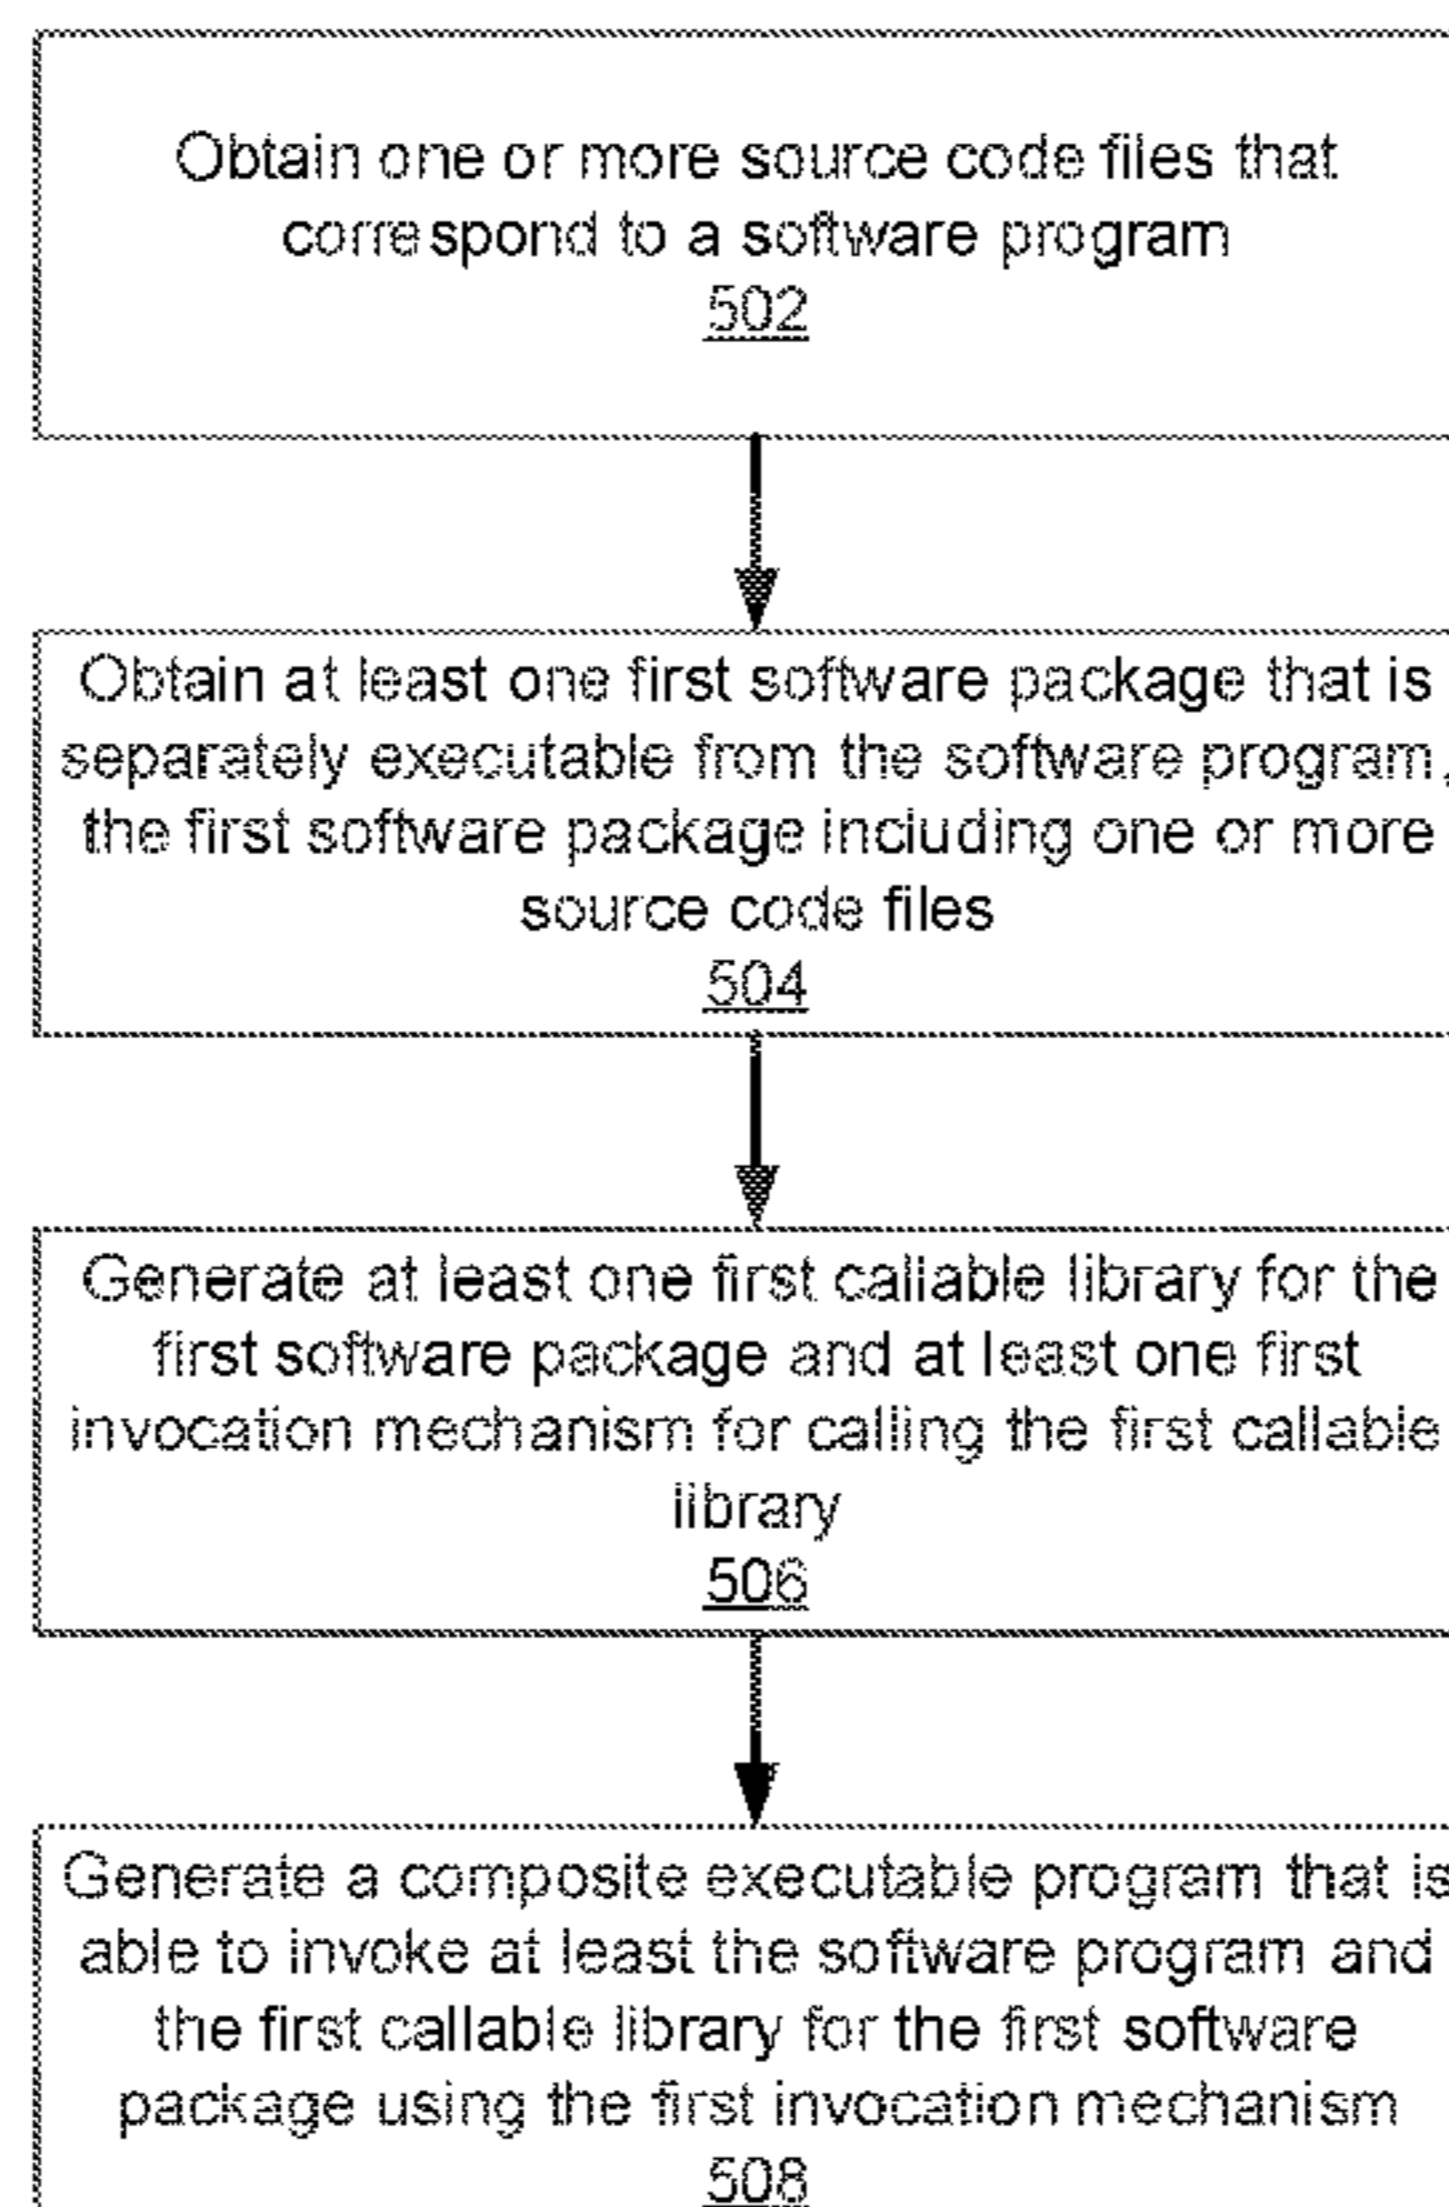 Obtain one or more source code files that
correspond to a software program
502
Obtain at least one first software package that is
separately executable from the software program,
the first software package including one or more
source code files
504
Generate at least one first callable library for the
first software package and at least one first
invocation mechanism for calling the first callable
library
506
Generate a composite executable program that is
able to invoke at least the software program and
the first callable library for the first software
package using the first invocation mechanism
508